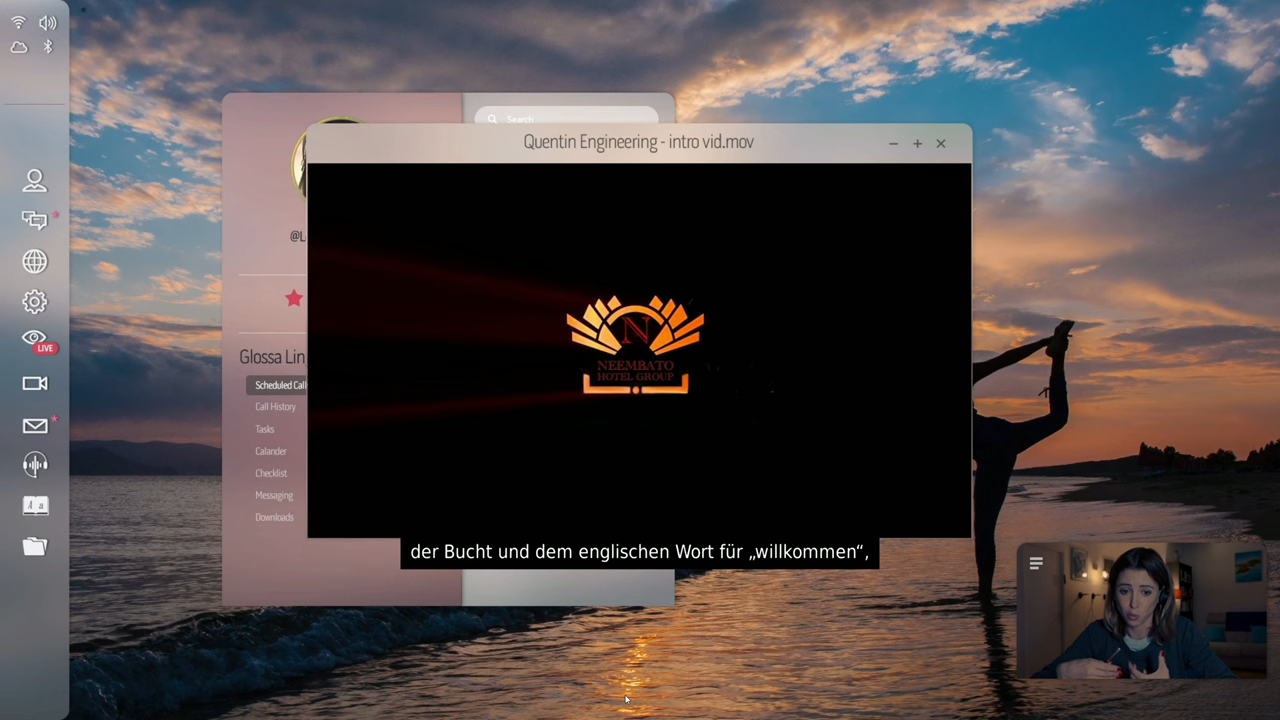 LIVE
Search
@L
Glossa Lin
Scheduled Call
Call History
Tasks
Calander
Checklist
Messaging
Downloads
Quentin Engineering - intro vid.mov
N
NEEMBATO
HOTEL GROUP
der Bucht und dem englischen Wort für „willkommen“,